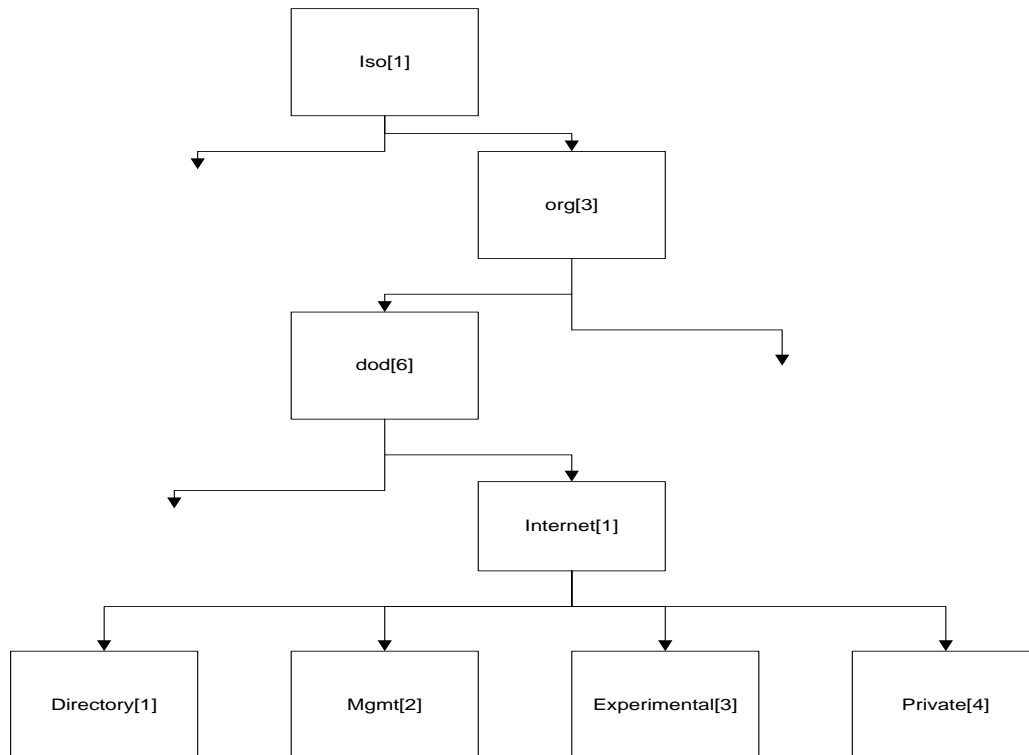 Iso[1]
org[3]
dod[6]
Internet[1]
Directory[1]
Mgmt[2]
Experimental[3]
Private[4]